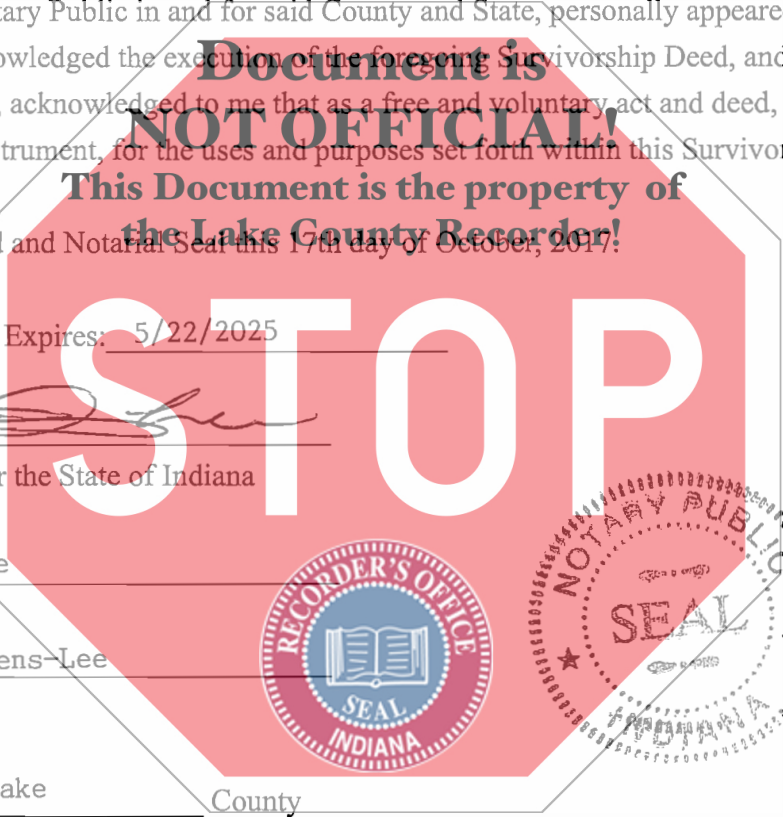 tary Public in and for said County and State, personally appeare
Document is
owledged the execution of the foregoing Survivorship Deed, and
, acknowledged to me that as a free and voluntary act and deed,
NOT OFFICIAL!
trument, for the uses and purposes set forth within this Survivor
This Document is the property of
the Lake County Recorder!
d and Notarial Seal this 17th day of October, 2017.
Expires: 5/22/2025
STOP
r the State of Indiana
e
ens-Lee
ake
County
RECORDER'S OFFICE
SEAL
INDIANA
NOTARY PUBLIC
SEAL
INDIANA